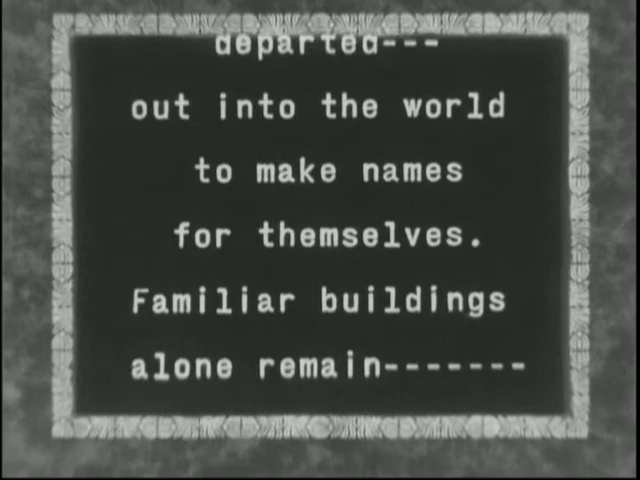 departed---
out into the world
to make names
for themselves.
Familiar buildings
alone remain-------